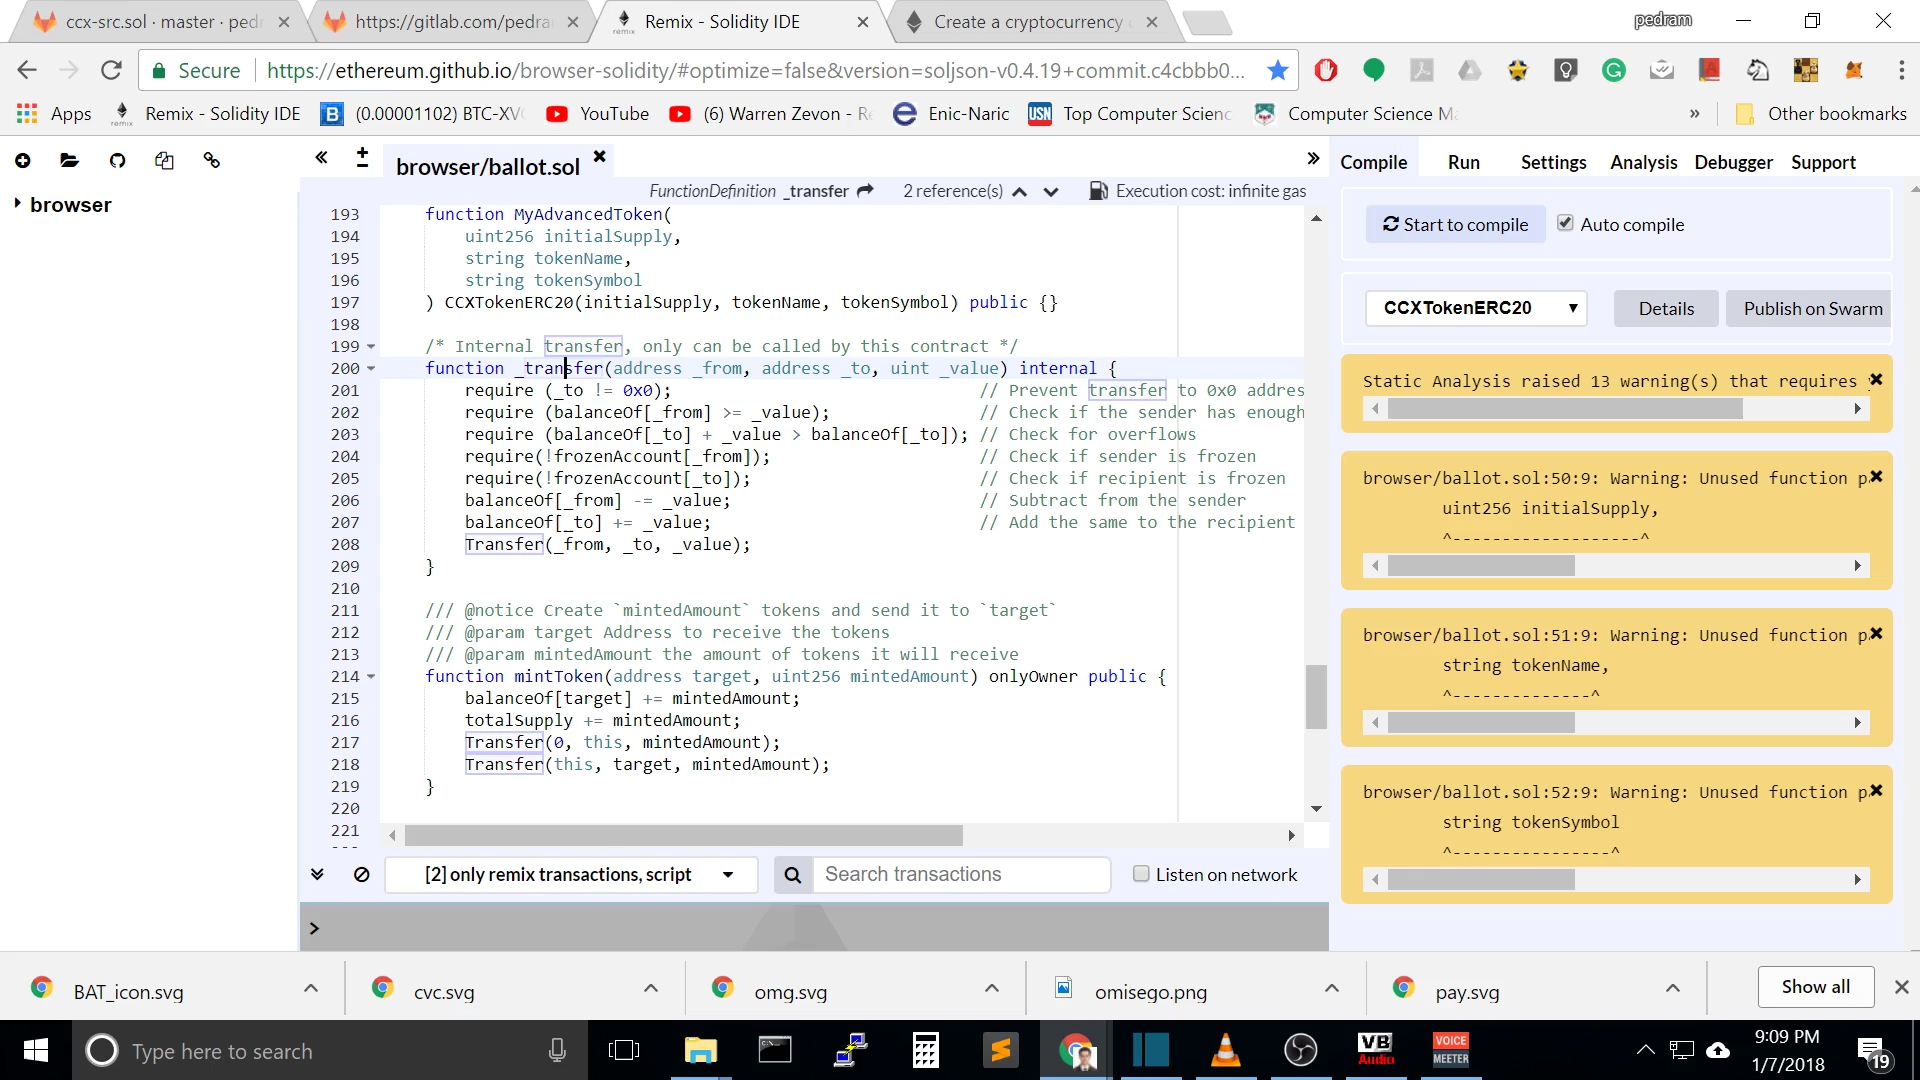 ccx-src.sol · master · ped
https://gitlab.com/pedra
Remix - Solidity IDE
Create a cryptocurrency
pedram
Secure
https://ethereum.github.io/browser-solidity/#optimize=false&version=soljson-v0.4.19+commit.c4cbbb0...
Apps
Remix - Solidity IDE
(0.00001102) BTC-XV
YouTube
(6) Warren Zevon - R
Enic-Naric
USN
Top Computer Scienc
Computer Science Ma
»
Other bookmarks
browser
browser/ballot.sol
FunctionDefinition _transfer
2 reference(s)
Execution cost: infinite gas
193 function MyAdvancedToken(
194 uint256 initialSupply,
195 string tokenName,
196 string tokenSymbol
197 ) CCXTokenERC20(initialSupply, tokenName, tokenSymbol) public {}
198
199 /* Internal transfer, only can be called by this contract */
200 function _transfer(address _from, address _to, uint _value) internal {
201 require (_to != 0x0); // Prevent transfer to 0x0 addres
202 require (balanceOf[_from] >= _value); // Check if the sender has enough
203 require (balanceOf[_to] + _value > balanceOf[_to]); // Check for overflows
204 require(!frozenAccount[_from]); // Check if sender is frozen
205 require(!frozenAccount[_to]); // Check if recipient is frozen
206 balanceOf[_from] -= _value; // Subtract from the sender
207 balanceOf[_to] += _value; // Add the same to the recipient
208 Transfer(_from, _to, _value);
209 }
210
211 /// @notice Create `mintedAmount` tokens and send it to `target`
212 /// @param target Address to receive the tokens
213 /// @param mintedAmount the amount of tokens it will receive
214 function mintToken(address target, uint256 mintedAmount) onlyOwner public {
215 balanceOf[target] += mintedAmount;
216 totalSupply += mintedAmount;
217 Transfer(0, this, mintedAmount);
218 Transfer(this, target, mintedAmount);
219 }
220
221
[2] only remix transactions, script
Search transactions
Listen on network
>
Compile
Run
Settings
Analysis
Debugger
Support
Start to compile
Auto compile
CCXTokenERC20
Details
Publish on Swarm
Static Analysis raised 13 warning(s) that requires
browser/ballot.sol:50:9: Warning: Unused function p
uint256 initialSupply,
^-------------------^
browser/ballot.sol:51:9: Warning: Unused function p
string tokenName,
^--------------^
browser/ballot.sol:52:9: Warning: Unused function p
string tokenSymbol
^----------------^
BAT_icon.svg
cvc.svg
omg.svg
omisego.png
pay.svg
Show all
Type here to search
VB
Audio
VOICE
MEETER
9:09 PM
1/7/2018
19